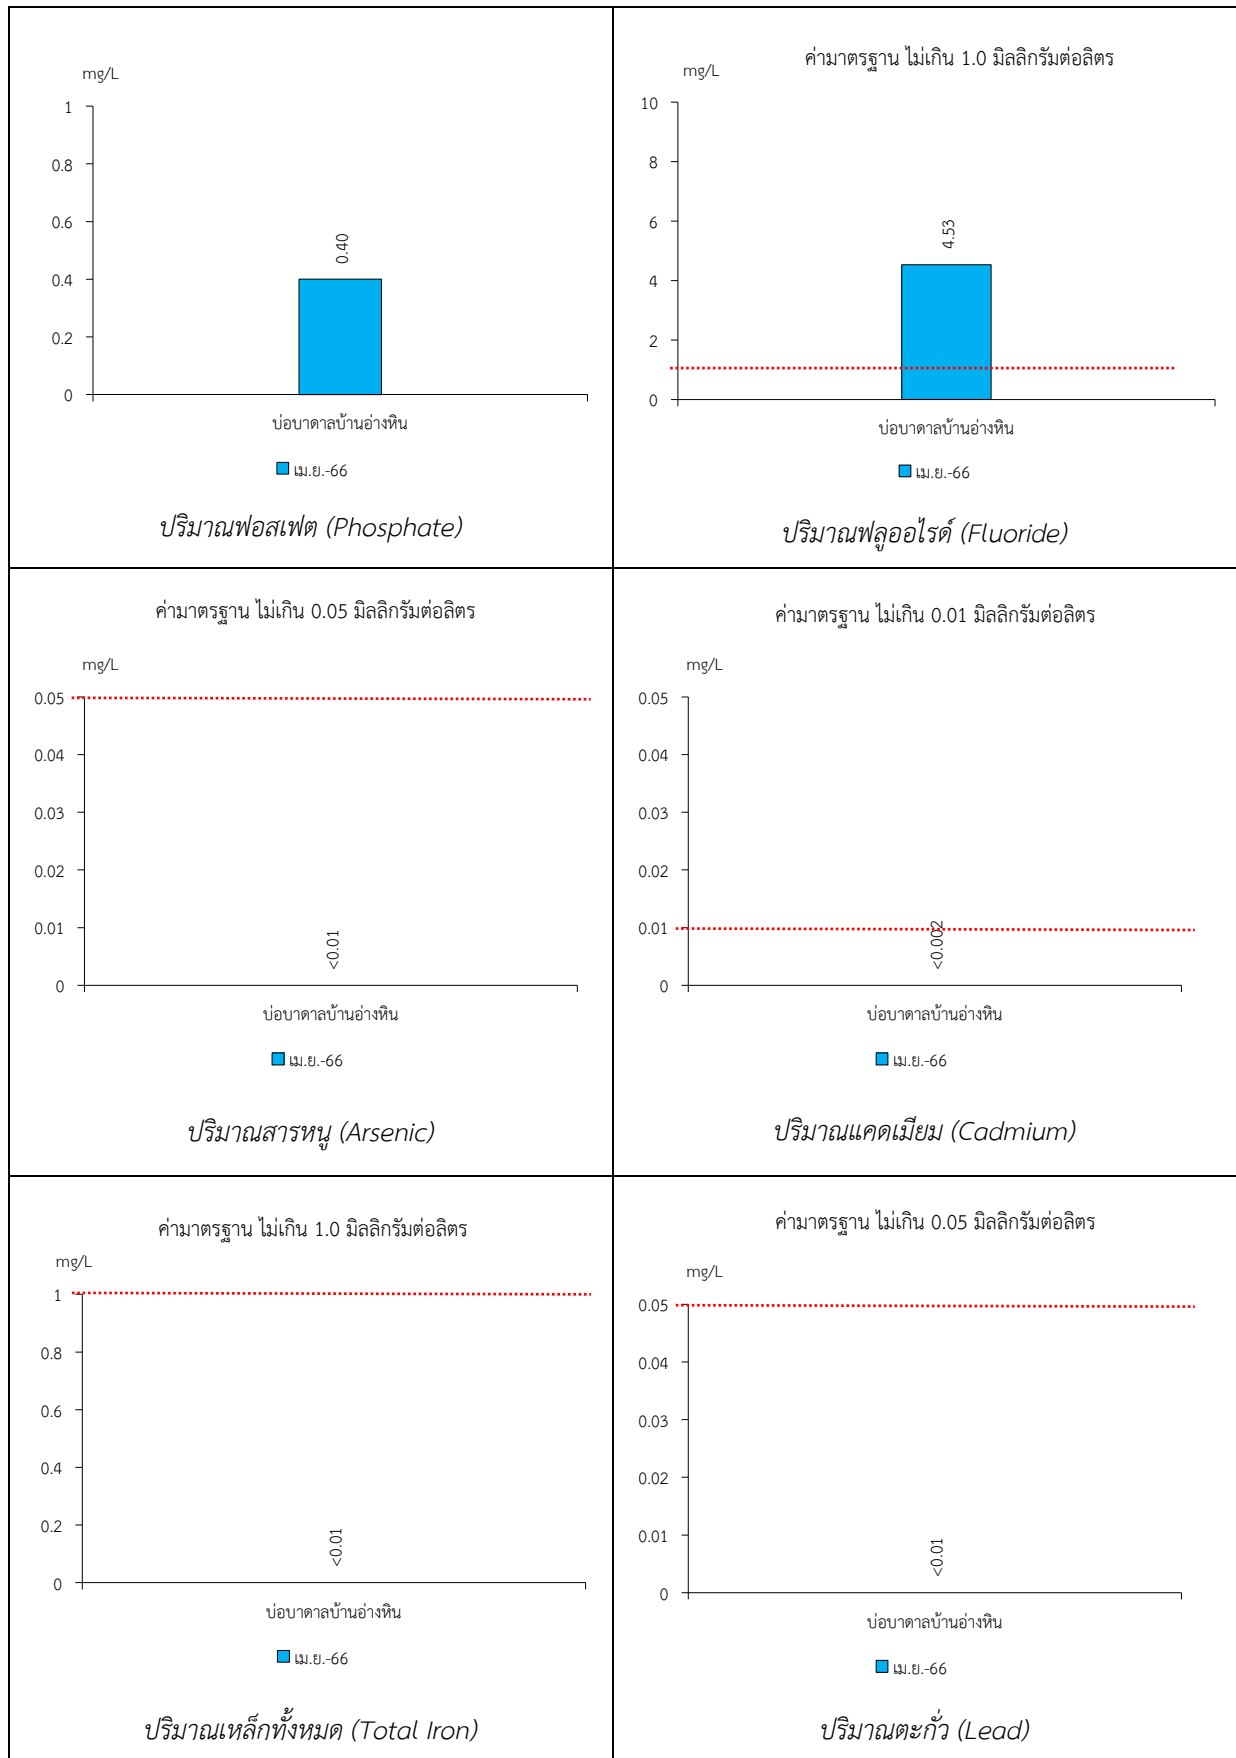 mg/L
1
0.8
0.6
0.4
0.2
0
0.40
บ่อบาดาลบ้านอ่างหิน
เม.ย.-66
ปริมาณฟอสเฟต (Phosphate)
ค่ามาตรฐาน ไม่เกิน 1.0 มิลลิกรัมต่อลิตร
mg/L
10
8
6
4
2
0
4.53
บ่อบาดาลบ้านอ่างหิน
เม.ย.-66
ปริมาณฟลูออไรด์ (Fluoride)
ค่ามาตรฐาน ไม่เกิน 0.05 มิลลิกรัมต่อลิตร
mg/L
0.05
0.04
0.03
0.02
0.01
0
<0.01
บ่อบาดาลบ้านอ่างหิน
เม.ย.-66
ปริมาณสารหนู (Arsenic)
ค่ามาตรฐาน ไม่เกิน 0.01 มิลลิกรัมต่อลิตร
mg/L
0.05
0.04
0.03
0.02
0.01
0
<0.002
บ่อบาดาลบ้านอ่างหิน
เม.ย.-66
ปริมาณแคดเมียม (Cadmium)
ค่ามาตรฐาน ไม่เกิน 1.0 มิลลิกรัมต่อลิตร
mg/L
1
0.8
0.6
0.4
0.2
0
<0.01
บ่อบาดาลบ้านอ่างหิน
เม.ย.-66
ปริมาณเหล็กทั้งหมด (Total Iron)
ค่ามาตรฐาน ไม่เกิน 0.05 มิลลิกรัมต่อลิตร
mg/L
0.05
0.04
0.03
0.02
0.01
0
<0.01
บ่อบาดาลบ้านอ่างหิน
เม.ย.-66
ปริมาณตะกั่ว (Lead)